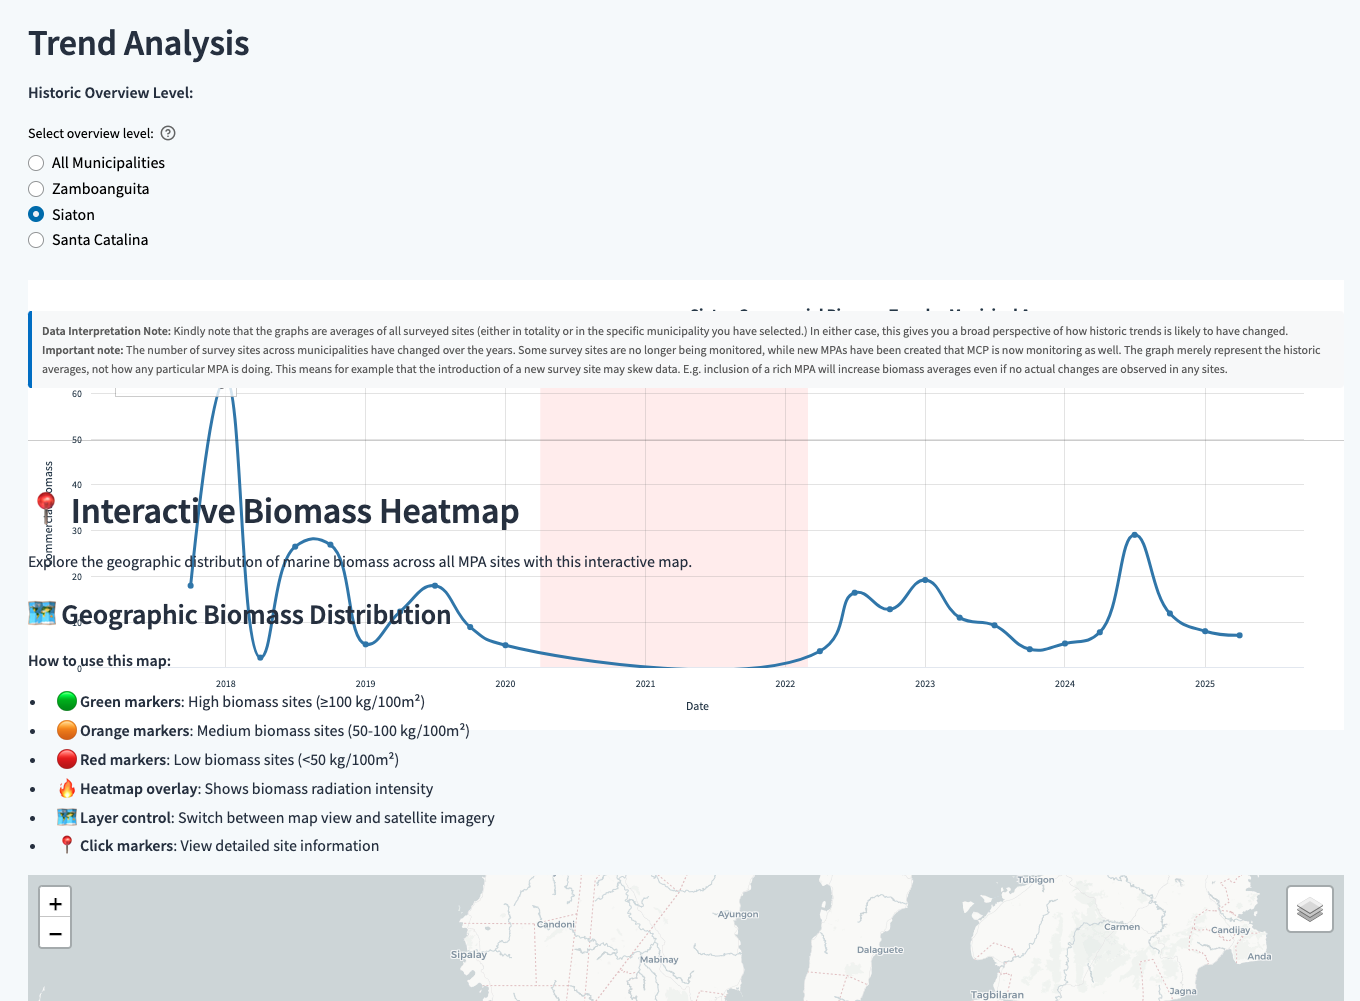 Trend Analysis
Historic Overview Level:
Select overview level: ?
All Municipalities
Zamboanguita
Siaton
Santa Catalina
Data Interpretation Note: Kindly note that the graphs are averages of all surveyed sites (either in totality or in the specific municipality you have selected.) In either case, this gives you a broad perspective of how historic trends is likely to have changed.
Important note: The number of survey sites across municipalities have changed over the years. Some survey sites are no longer being monitored, while new MPAs have been created that MCP is now monitoring as well. The graph merely represent the historic
averages, not how any particular MPA is doing. This means for example that the introduction of a new survey site may skew data. E.g. inclusion of a rich MPA will increase biomass averages even if no actual changes are observed in any sites.
60
50
40
30
20
10
0
2018 2019 2020 2021 2022 2023 2024 2025
Date
Interactive Biomass Heatmap
Explore the geographic distribution of marine biomass across all MPA sites with this interactive map.
Geographic Biomass Distribution
How to use this map:
• Green markers: High biomass sites (≥100 kg/100m²)
• Orange markers: Medium biomass sites (50-100 kg/100m²)
• Red markers: Low biomass sites (<50 kg/100m²)
• Heatmap overlay: Shows biomass radiation intensity
• Layer control: Switch between map view and satellite imagery
• Click markers: View detailed site information
+
−
Tubigon
Ayungon
Candoni
Carmen
Candijay
Dalaguete
Sipalay
Anda
Mabinay
Jagna
Tagbilaran